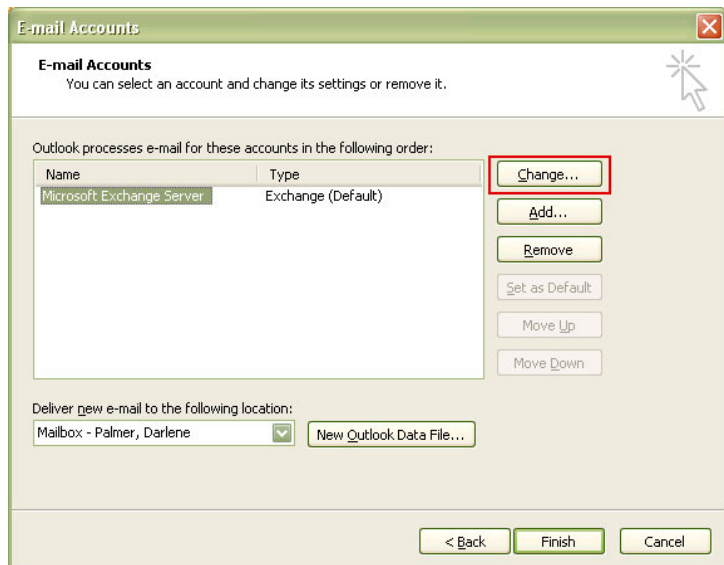 E-mail Accounts
E-mail Accounts
You can select an account and change its settings or remove it.
Outlook processes e-mail for these accounts in the following order:
Name Type
Microsoft Exchange Server Exchange (Default)
Change...
Add...
Remove
Set as Default
Move Up
Move Down
Deliver new e-mail to the following location:
Mailbox - Palmer, Darlene New Outlook Data File...
< Back Finish Cancel